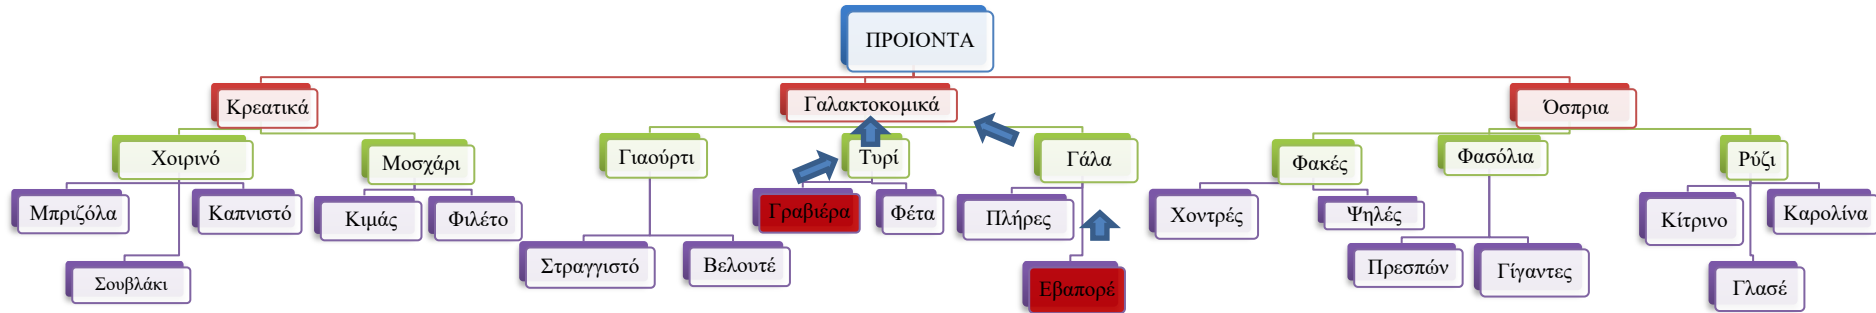 ΠΡΟΙΟΝΤΑ
Κρεατικά
Γαλακτοκομικά
Όσπρια
Χοιρινό
Μοσχάρι
Γιαούρτι
Τυρί
Γάλα
Φακές
Φασόλια
Ρύζι
Μπριζόλα
Καπνιστό
Κιμάς
Φιλέτο
Γραβιέρα
Φέτα
Πλήρες
Χοντρές
Ψηλές
Κίτρινο
Καρολίνα
Σουβλάκι
Στραγγιστό
Βελουτέ
Εβαπορέ
Πρεσπών
Γίγαντες
Γλασέ